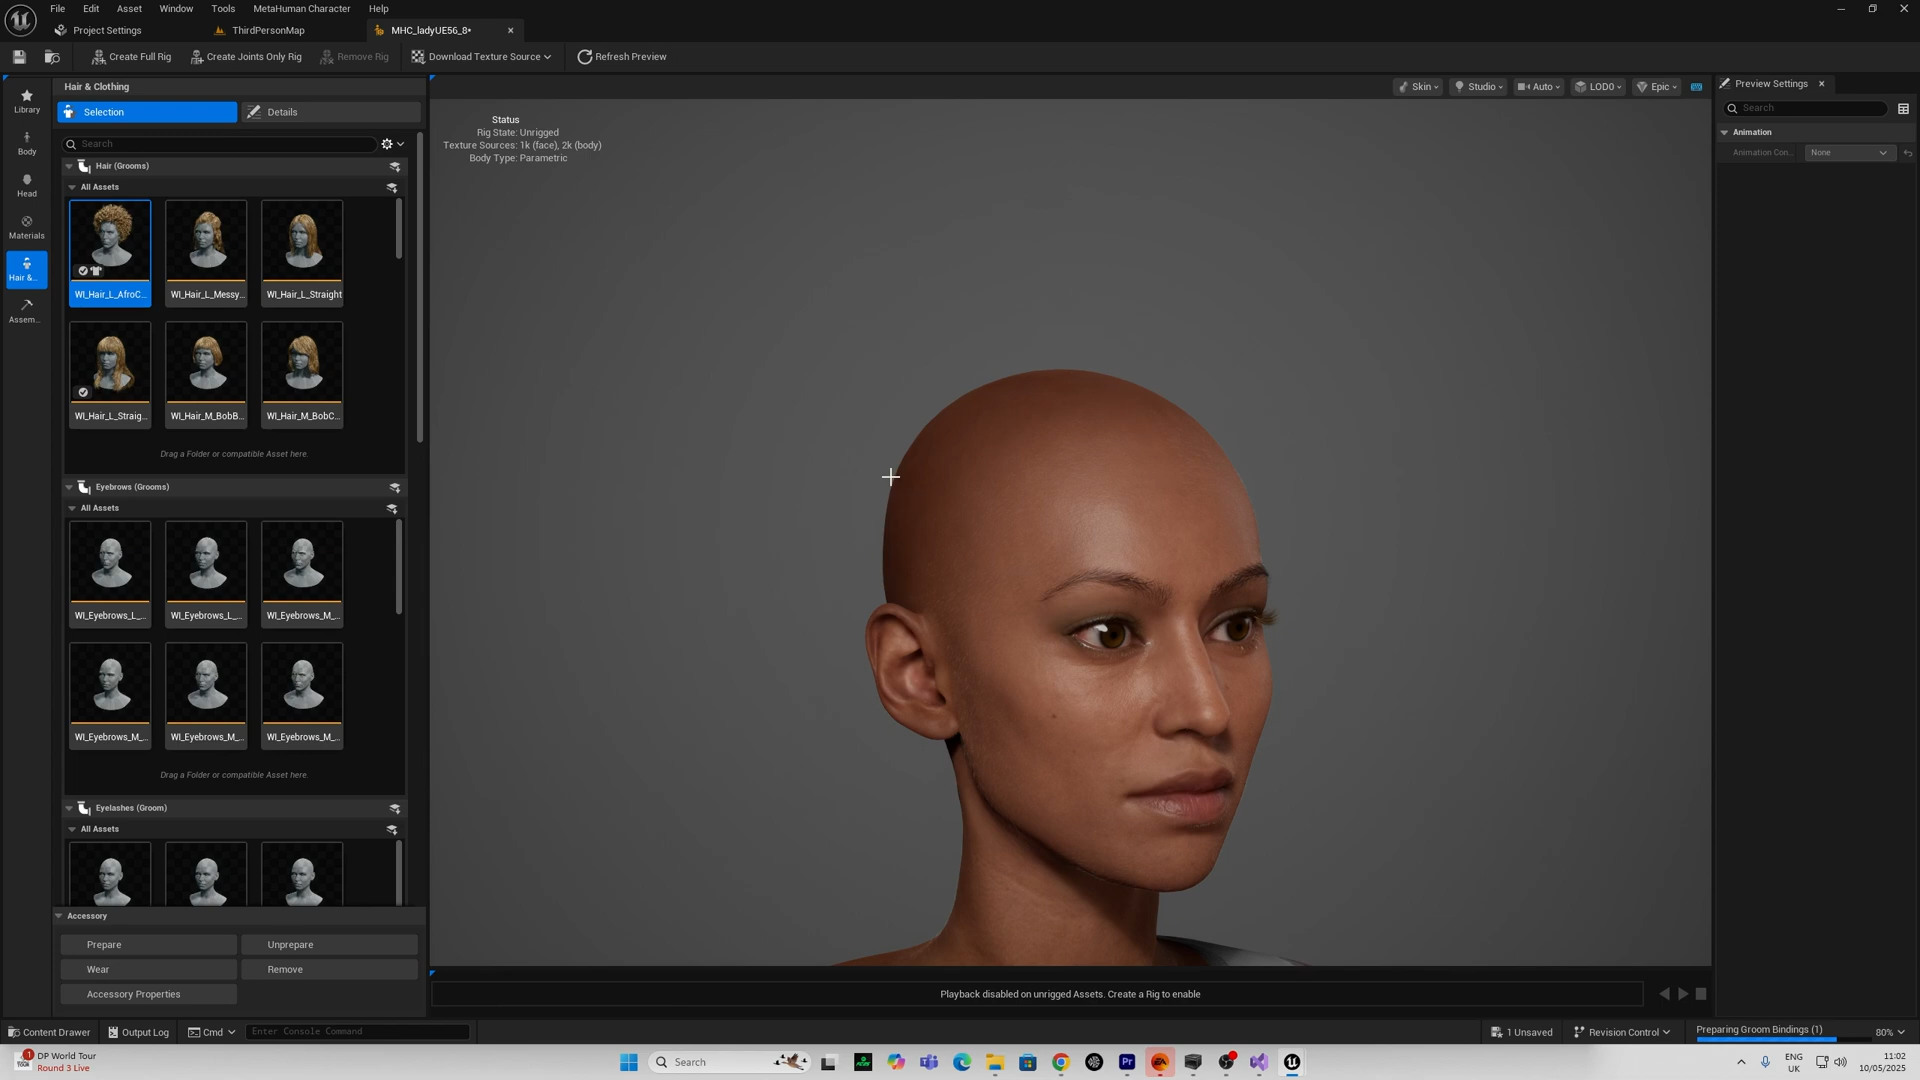 File Edit Asset Window Tools MetaHuman Character Help
Project Settings ThirdPersonMap MHC_ladyUE56_8*
Create Full Rig Create Joints Only Rig Remove Rig Download Texture Source Refresh Preview
Hair & Clothing
Selection Details
Search
Hair (Grooms)
All Assets
WI_Hair_L_AfroC... WI_Hair_L_Messy... WI_Hair_L_Straight
WI_Hair_L_Straig... WI_Hair_M_BobB... WI_Hair_M_BobC...
Drag a Folder or compatible Asset here.
Eyebrows (Grooms)
All Assets
WI_Eyebrows_L_... WI_Eyebrows_L_... WI_Eyebrows_M_...
WI_Eyebrows_M_... WI_Eyebrows_M_... WI_Eyebrows_M_...
Drag a Folder or compatible Asset here.
Eyelashes (Groom)
All Assets
Accessory
Prepare Unprepare
Wear Remove
Accessory Properties
Library
Body
Head
Materials
Hair &...
Assem...
Status
Rig State: Unrigged
Texture Sources: 1k (face), 2k (body)
Body Type: Parametric
Skin Studio Auto LOD0 Epic
Preview Settings
Search
Animation
Animation Con... None
Playback disabled on unrigged Assets. Create a Rig to enable
Content Drawer Output Log Cmd Enter Console Command
1 Unsaved Revision Control Preparing Groom Bindings (1) 80%
1 DP World Tour
Round 3 Live
Search
Pr
EA
ENG
UK
11:02
10/05/2025